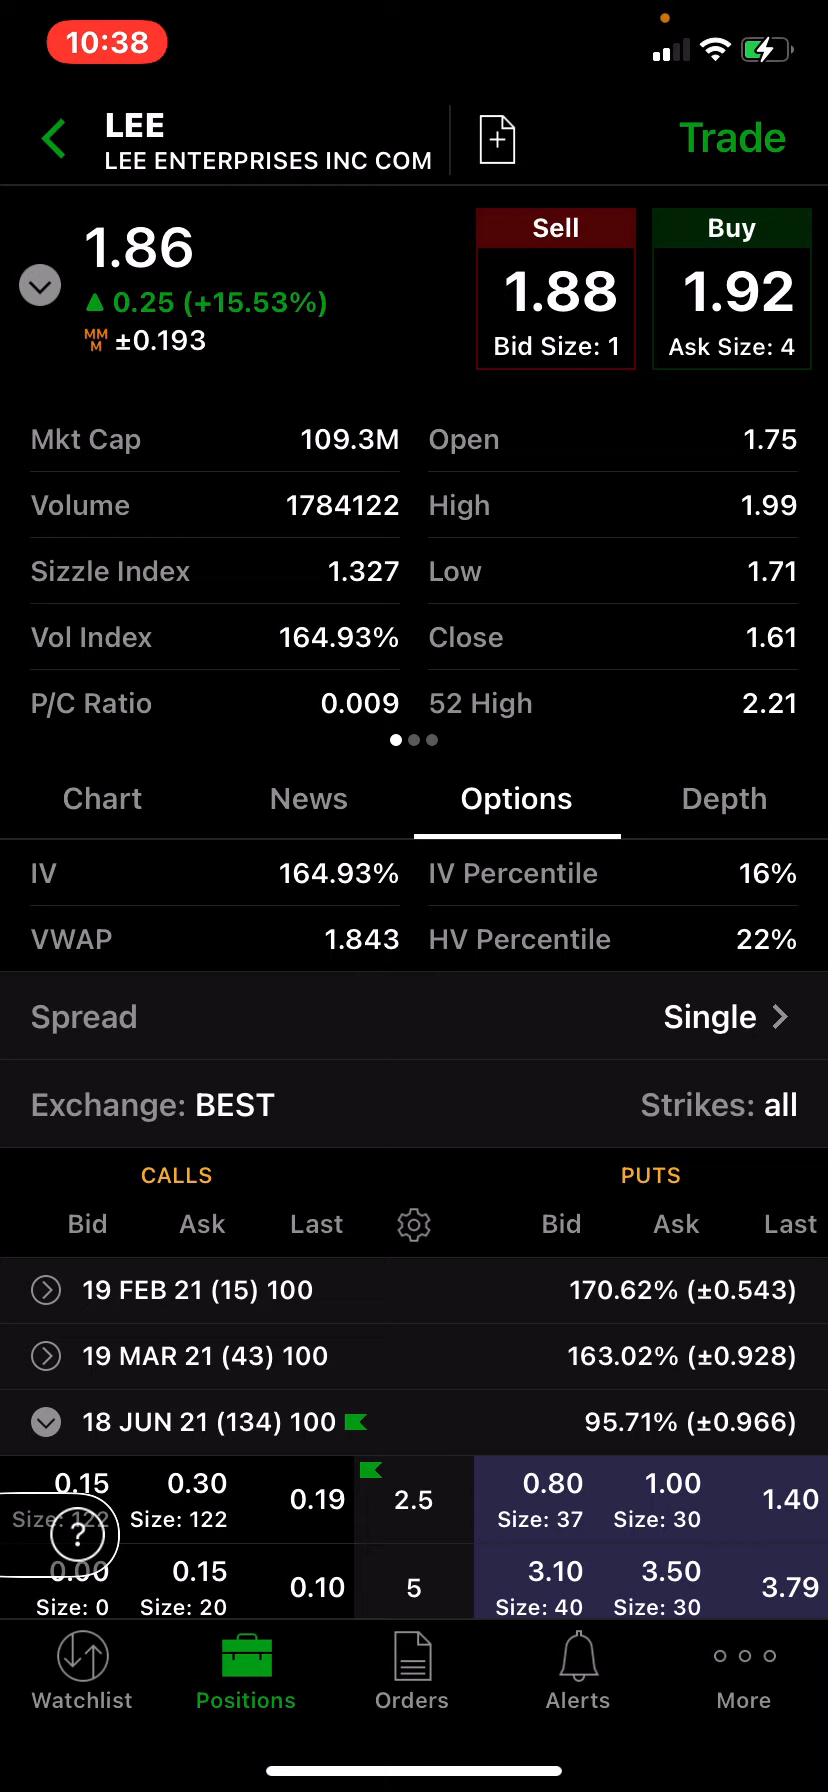 10:38
LEE
LEE ENTERPRISES INC COM
Trade
1.86
0.25 (+15.53%)
MM
M
±0.193
Sell
1.88
Bid Size: 1
Buy
1.92
Ask Size: 4
Mkt Cap 109.3M Open 1.75
Volume 1784122 High 1.99
Sizzle Index 1.327 Low 1.71
Vol Index 164.93% Close 1.61
P/C Ratio 0.009 52 High 2.21
Chart News Options Depth
IV 164.93% IV Percentile 16%
VWAP 1.843 HV Percentile 22%
Spread Single
Exchange: BEST Strikes: all
CALLS PUTS
Bid Ask Last Bid Ask Last
19 FEB 21 (15) 100 170.62% (±0.543)
19 MAR 21 (43) 100 163.02% (±0.928)
18 JUN 21 (134) 100 95.71% (±0.966)
0.15 0.30 0.19 2.5 0.80 1.00 1.40
Size: 122 Size: 122 Size: 37 Size: 30
?
0.00 0.15 0.10 5 3.10 3.50 3.79
Size: 0 Size: 20 Size: 40 Size: 30
Watchlist Positions Orders Alerts More